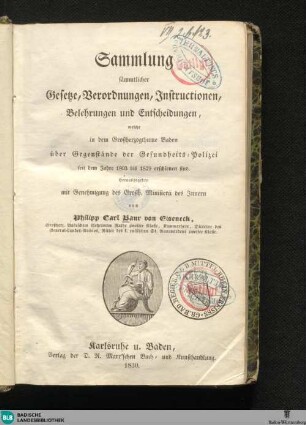 Sammlung
sämmtlicher
Gesetze, Verordnungen, Instructionen,
Belehrungen und Entscheidungen,
welche
in dem Großherzogthume Baden
über Gegenstände der Gesundheits-Polizei
seit dem Jahre 1803 bis 1829 erschienen sind.
Herausgegeben
mit Genehmigung des Großh. Ministerii des Innern
von
Philipp Carl Baur von Eiseneck,
Karlsruhe u. Baden,
Verlag der D. R. Marx'schen Buch- und Kunsthandlung.
1830.
BLB
BADISCHE
LANDESBIBLIOTHEK